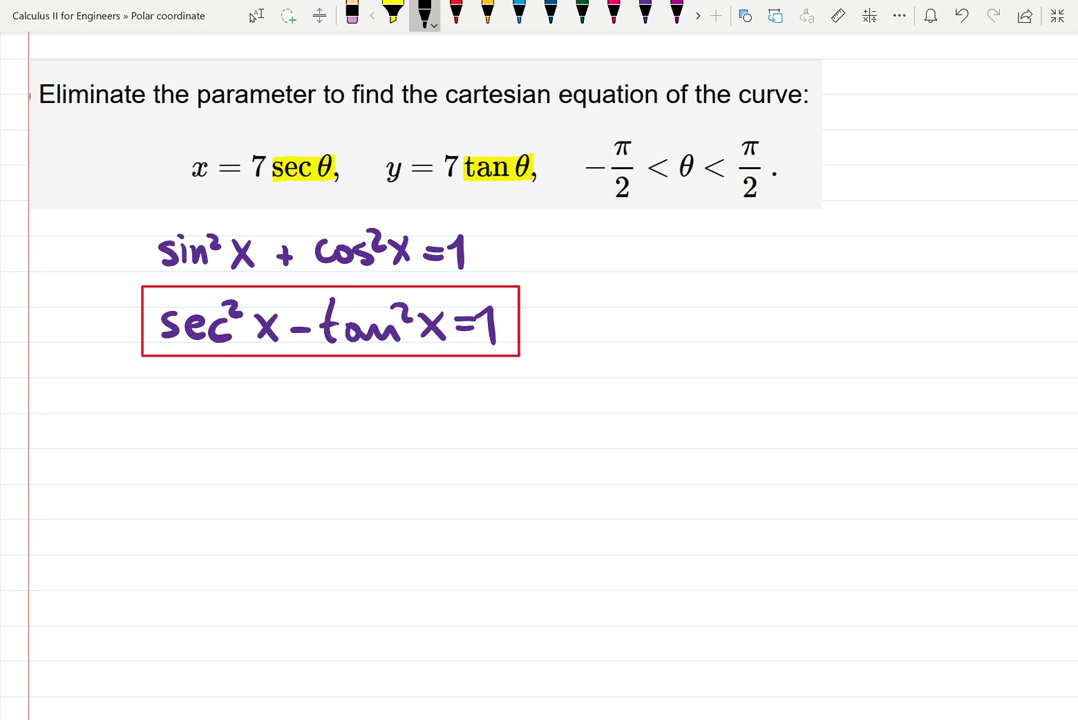 Calculus II for Engineers » Polar coordinate
Eliminate the parameter to find the cartesian equation of the curve:
x = 7 sec θ, y = 7 tan θ, −π/2 < θ < π/2 .
sin²x + cos²x = 1
sec²x − tan²x = 1